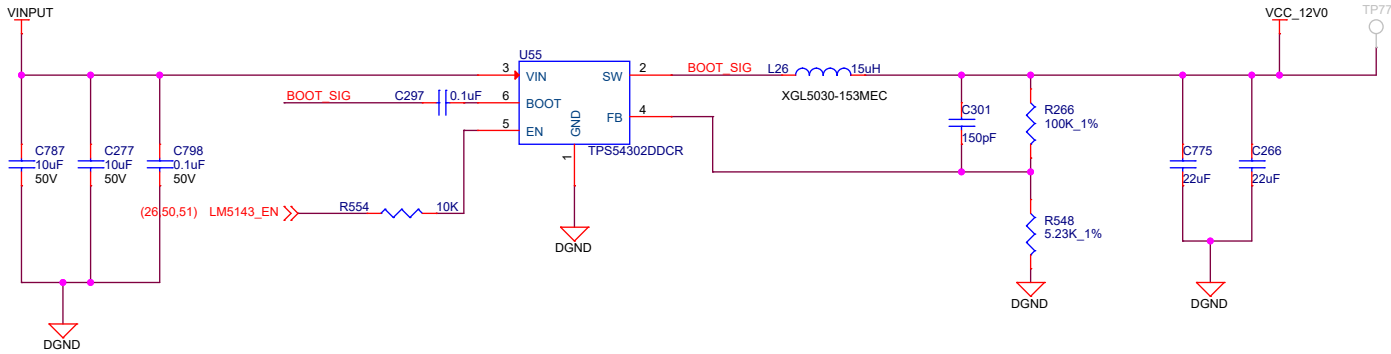 VINPUT
VCC_12V0
TP77
U55
3
VIN
SW
2
BOOT_SIG
L26
15uH
XGL5030-153MEC
BOOT_SIG
C297
0.1uF
6
BOOT
FB
4
5
EN
GND
1
TPS54302DDCR
C301
150pF
R266
100K_1%
C787
10uF
50V
C277
10uF
50V
C798
0.1uF
50V
C775
22uF
C266
22uF
(26,50,51) LM5143_EN
R554
10K
R548
5.23K_1%
DGND
DGND
DGND
DGND